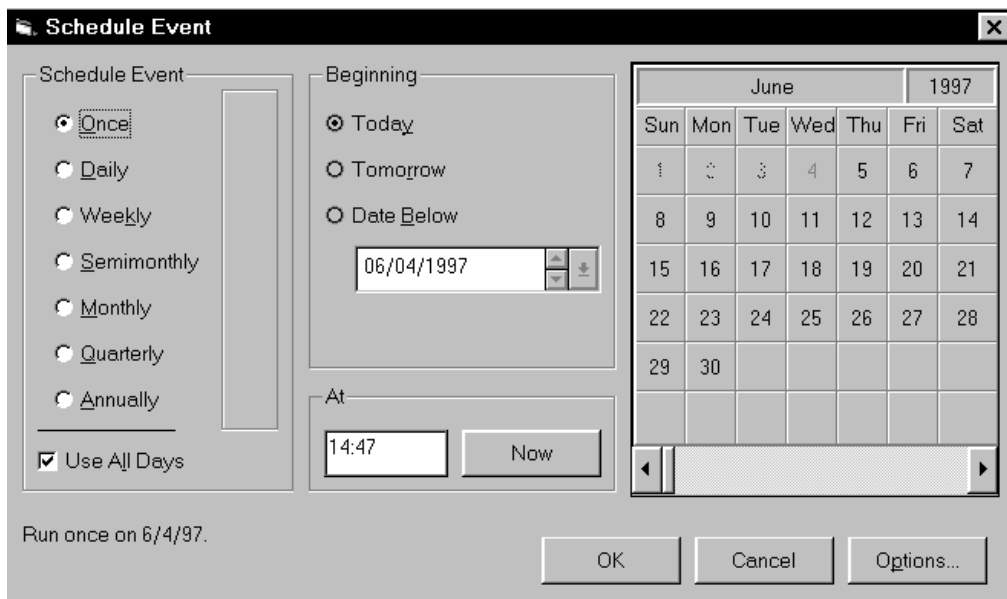 Schedule Event
Schedule Event
Once
Daily
Weekly
Semimonthly
Monthly
Quarterly
Annually
Use All Days
Beginning
Today
Tomorrow
Date Below
06/04/1997
At
14:47
Now
June 1997
Sun Mon Tue Wed Thu Fri Sat
1 2 3 4 5 6 7
8 9 10 11 12 13 14
15 16 17 18 19 20 21
22 23 24 25 26 27 28
29 30
Run once on 6/4/97.
OK Cancel Options...